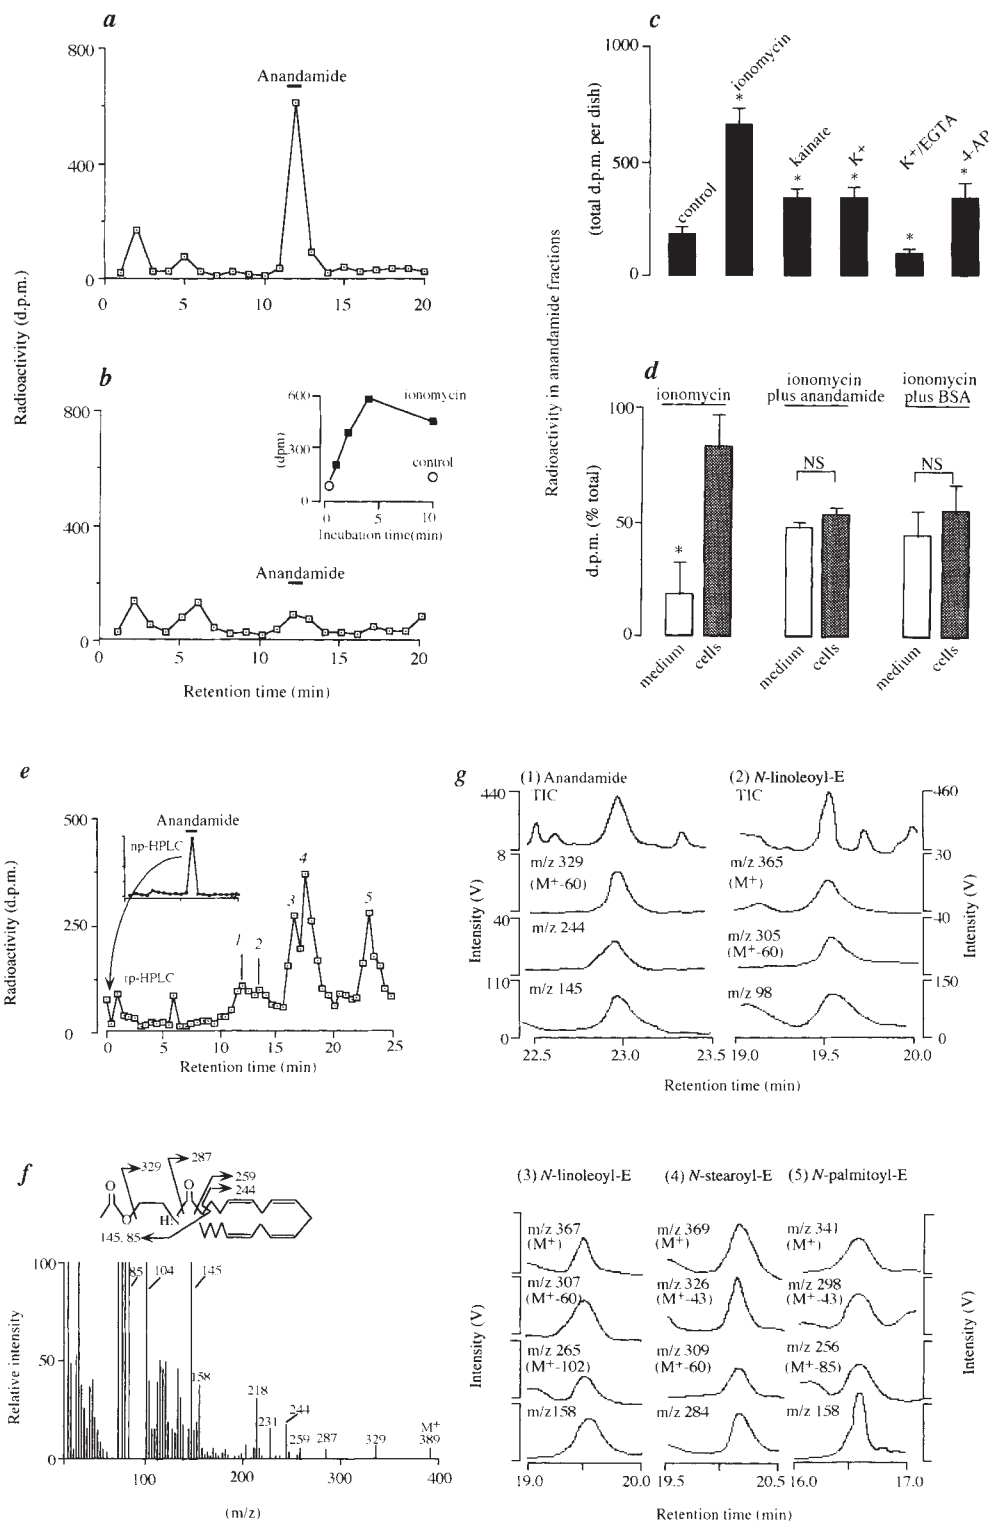 a
800
400
0
Anandamide
0
5
10
15
20
Radioactivity (d.p.m.)
b
800
400
0
Anandamide
0
5
10
15
20
Retention time (min)
600
300
0
(dpm)
ionomycin
control
0
5
10
Incubation time(min)
c
1000
500
0
(total d.p.m. per dish)
control
ionomycin
*
kainate
*
K+
*
K+/EGTA
*
4-AP
*
Radioactivity in anandamide fractions
d
ionomycin
ionomycin
plus anandamide
ionomycin
plus BSA
100
50
0
d.p.m. (% total)
*
NS
NS
medium
cells
medium
cells
medium
cells
e
500
250
0
Radioactivity (d.p.m.)
Anandamide
np-HPLC
rp-HPLC
1
2
3
4
5
0
5
10
15
20
25
Retention time (min)
g
(1) Anandamide
(2) N-linoleoyl-E
440
TIC
TIC
460
8
m/z 329
(M+-60)
m/z 365
(M+)
30
40
m/z 244
m/z 305
(M+-60)
40
110
m/z 145
m/z 98
150
0
0
Intensity (V)
Intensity (V)
22.5
23.0
23.5
19.0
19.5
20.0
Retention time (min)
f
329
287
259
244
145, 85
O
O
O
HN
100
50
0
Relative intensity
85
104
145
158
218
231
244
259
287
329
M+
389
100
200
300
400
(m/z)
(3) N-linoleoyl-E
(4) N-stearoyl-E
(5) N-palmitoyl-E
m/z 367
(M+)
m/z 369
(M+)
m/z 341
(M+)
m/z 307
(M+-60)
m/z 326
(M+-43)
m/z 298
(M+-43)
m/z 265
(M+-102)
m/z 309
(M+-60)
m/z 256
(M+-85)
m/z158
m/z 284
m/z 158
Intensity (V)
Intensity (V)
19.0
20.0
19.5
20.5
16.0
17.0
Retention time (min)